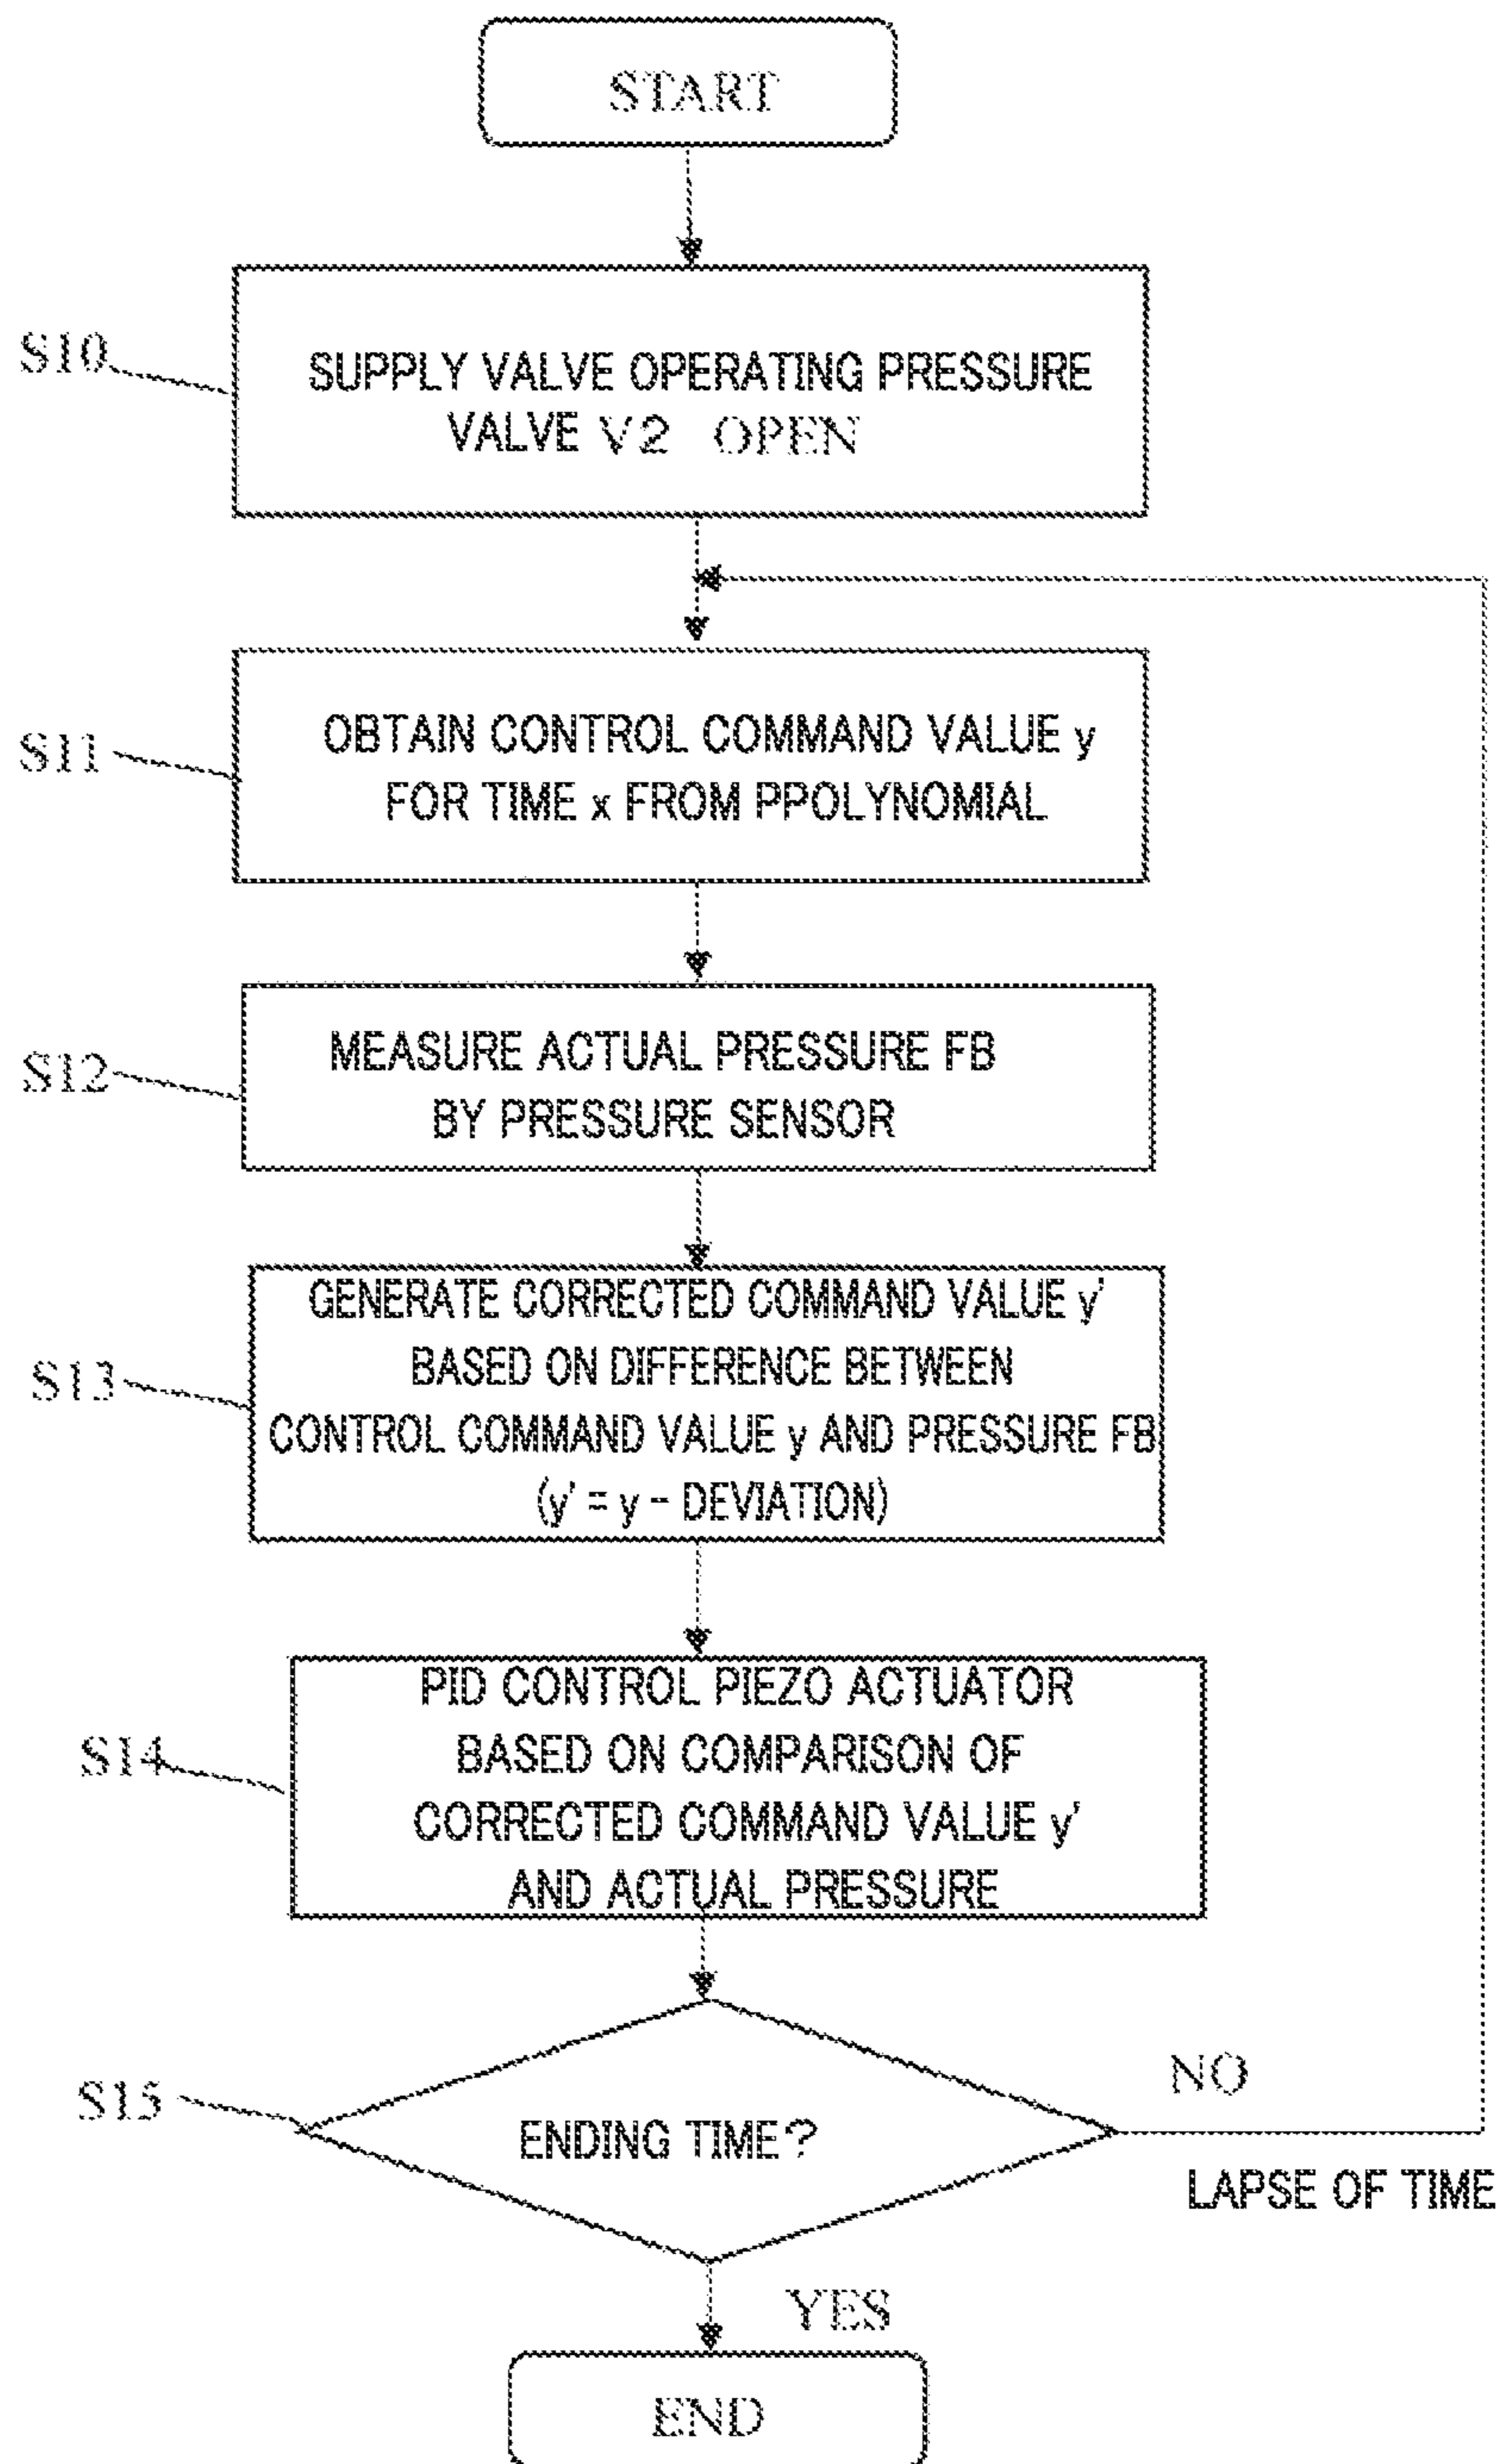 START
S10
SUPPLY VALVE OPERATING PRESSURE
VALVE V2 OPEN
S11
OBTAIN CONTROL COMMAND VALUE y
FOR TIME x FROM PPOLYNOMIAL
S12
MEASURE ACTUAL PRESSURE FB
BY PRESSURE SENSOR
S13
GENERATE CORRECTED COMMAND VALUE y'
BASED ON DIFFERENCE BETWEEN
CONTROL COMMAND VALUE y AND PRESSURE FB
(y' = y - DEVIATION)
S14
PID CONTROL PIEZO ACTUATOR
BASED ON COMPARISON OF
CORRECTED COMMAND VALUE y'
AND ACTUAL PRESSURE
S15
ENDING TIME?
NO
LAPSE OF TIME
YES
END